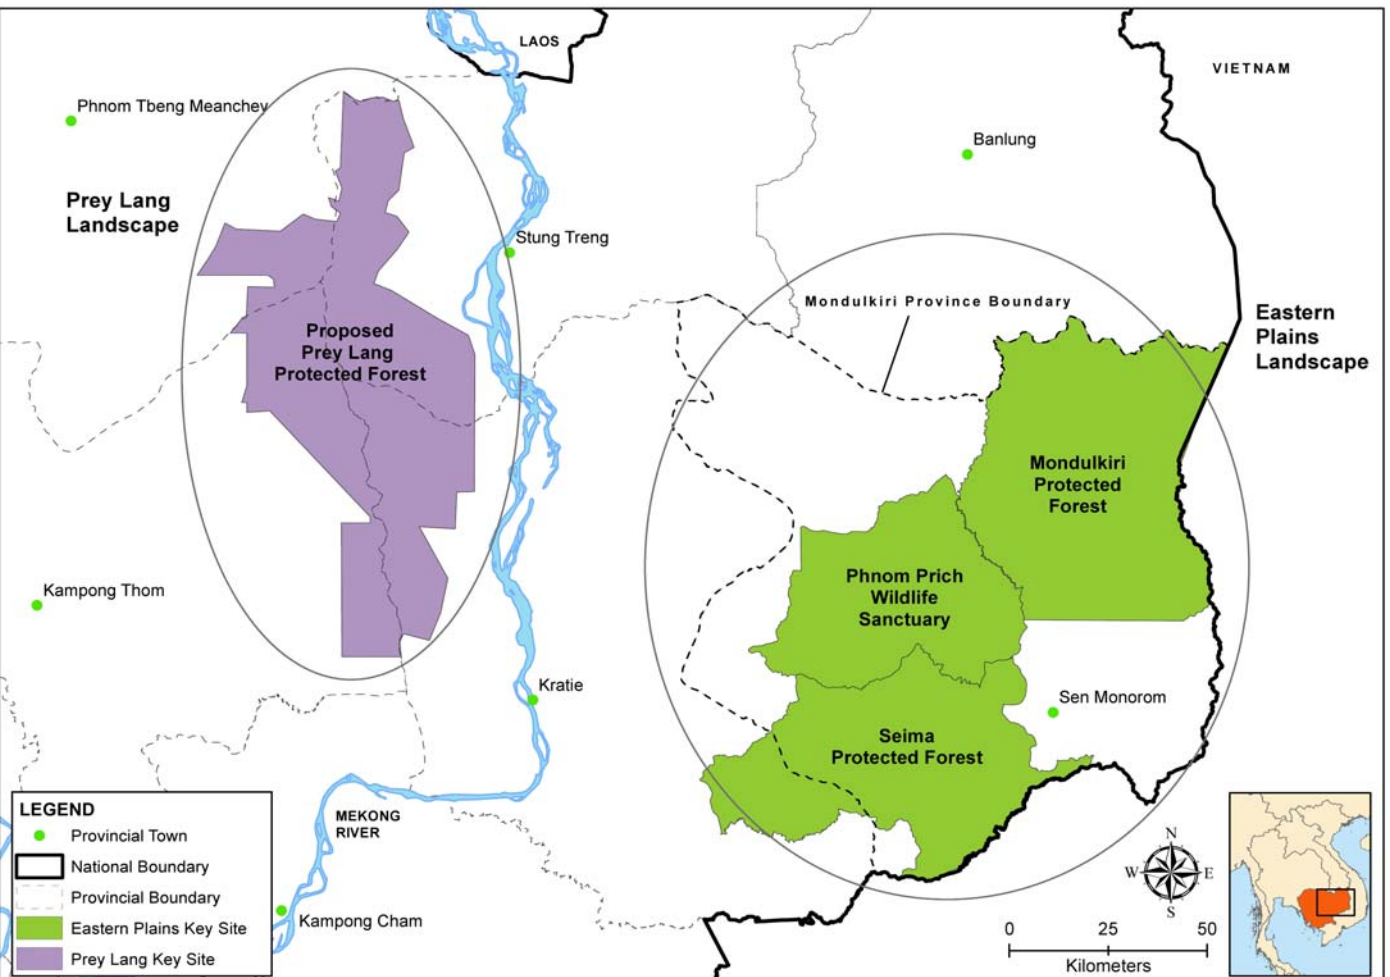 LAOS
VIETNAM
Phnom Tbeng Meanchey
Banlung
Prey Lang
Landscape
Stung Treng
Mondulkiri Province Boundary
Eastern
Plains
Landscape
Proposed
Prey Lang
Protected Forest
Mondulkiri
Protected
Forest
Phnom Prich
Wildlife
Sanctuary
Kampong Thom
Kratie
Sen Monorom
Seima
Protected Forest
MEKONG
RIVER
Kampong Cham
LEGEND
Provincial Town
National Boundary
Provincial Boundary
Eastern Plains Key Site
Prey Lang Key Site
N
W E
S
0 25 50
Kilometers